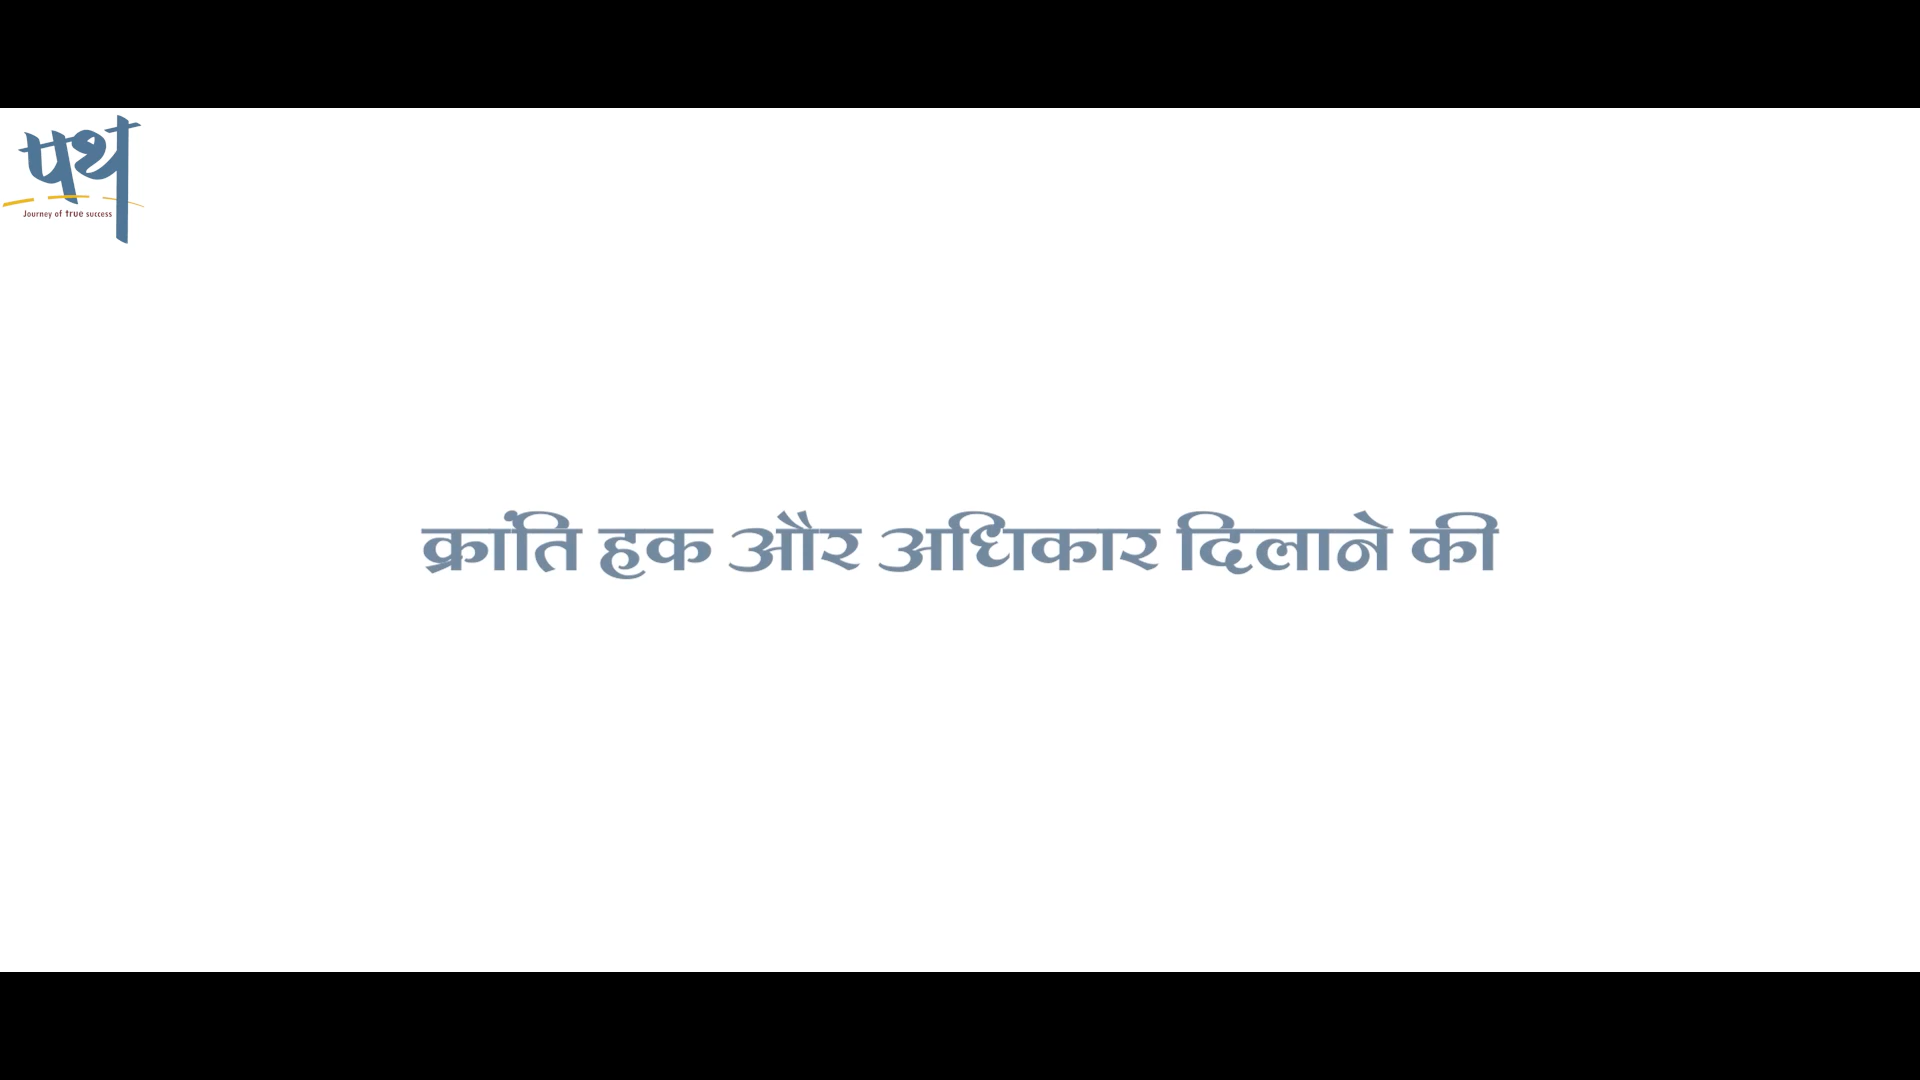 पथ
Journey of true success
क्रांति हक और अधिकार दिलाने की